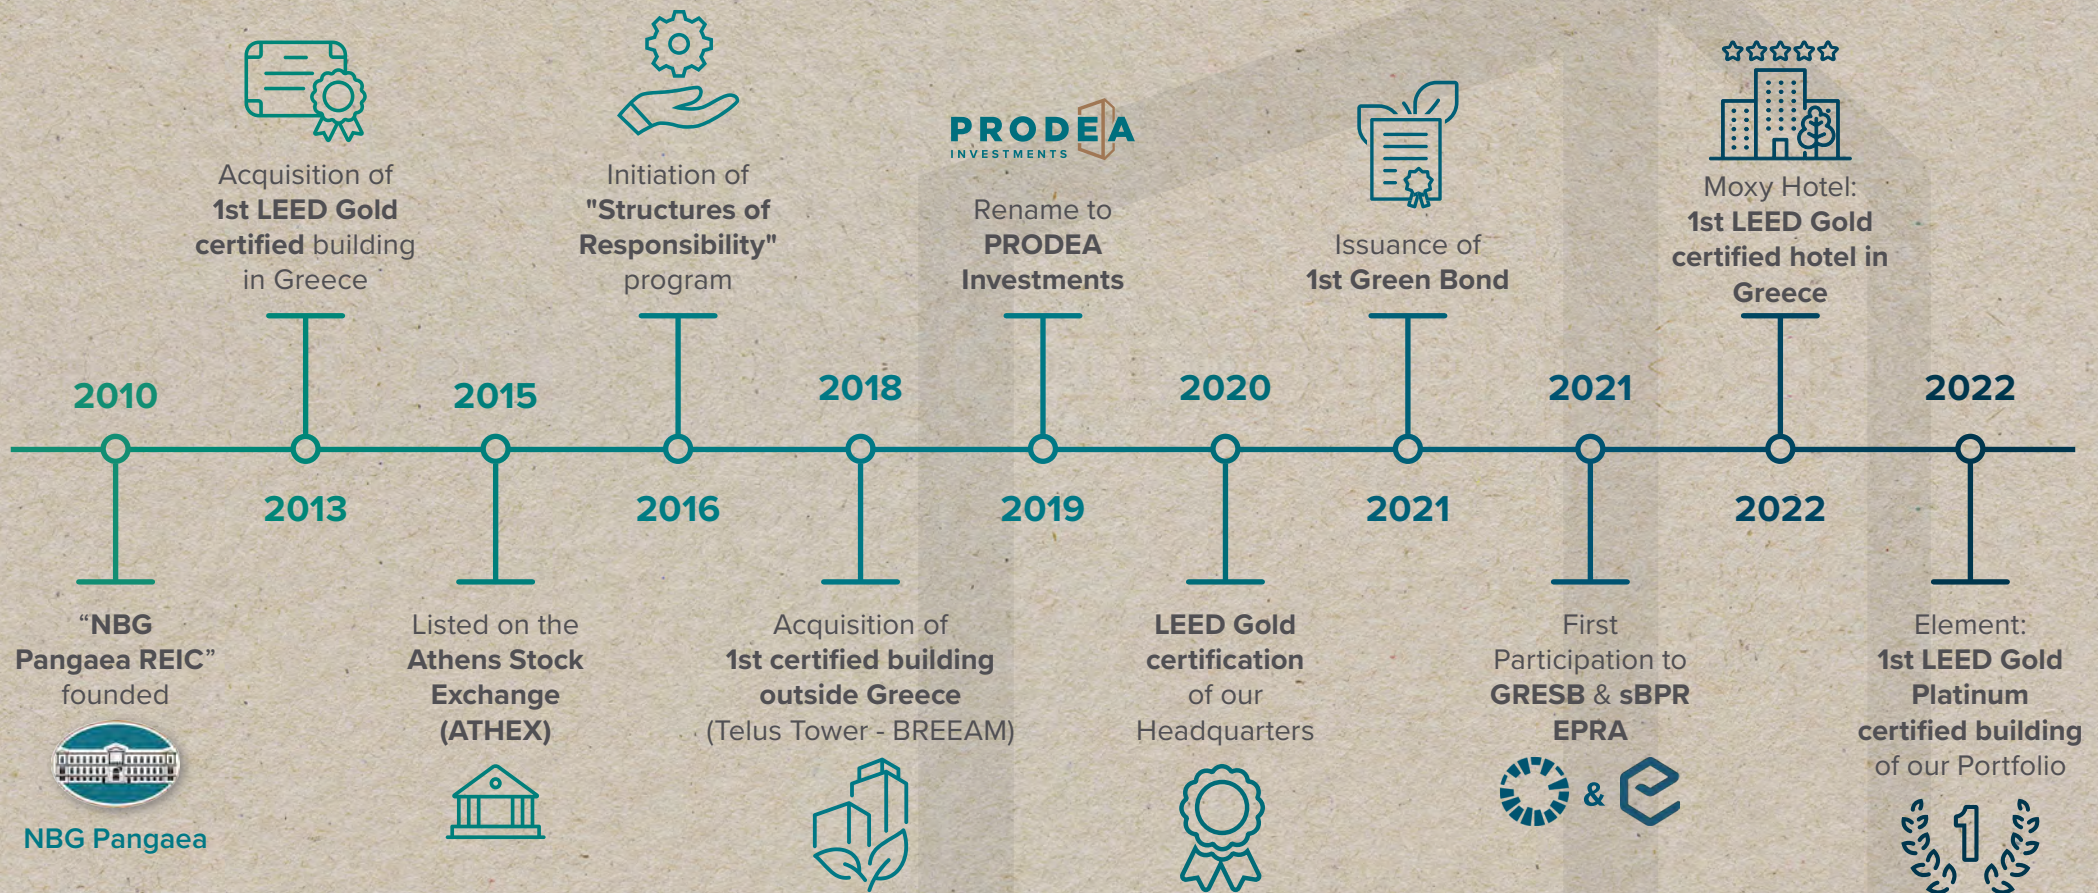 2010
“NBG
Pangaea REIC”
founded
NBG Pangaea
Acquisition of
1st LEED Gold
certified building
in Greece
2013
2015
Listed on the
Athens Stock
Exchange
(ATHEX)
Initiation of
"Structures of
Responsibility"
program
2016
2018
Acquisition of
1st certified building
outside Greece
(Telus Tower - BREEAM)
PRODEA
INVESTMENTS
Rename to
PRODEA
Investments
2019
2020
LEED Gold
certification
of our
Headquarters
Issuance of
1st Green Bond
2021
2021
First
Participation to
GRESB & sBPR
EPRA
&
Moxy Hotel:
1st LEED Gold
certified hotel in
Greece
2022
2022
Element:
1st LEED Gold
Platinum
certified building
of our Portfolio
1